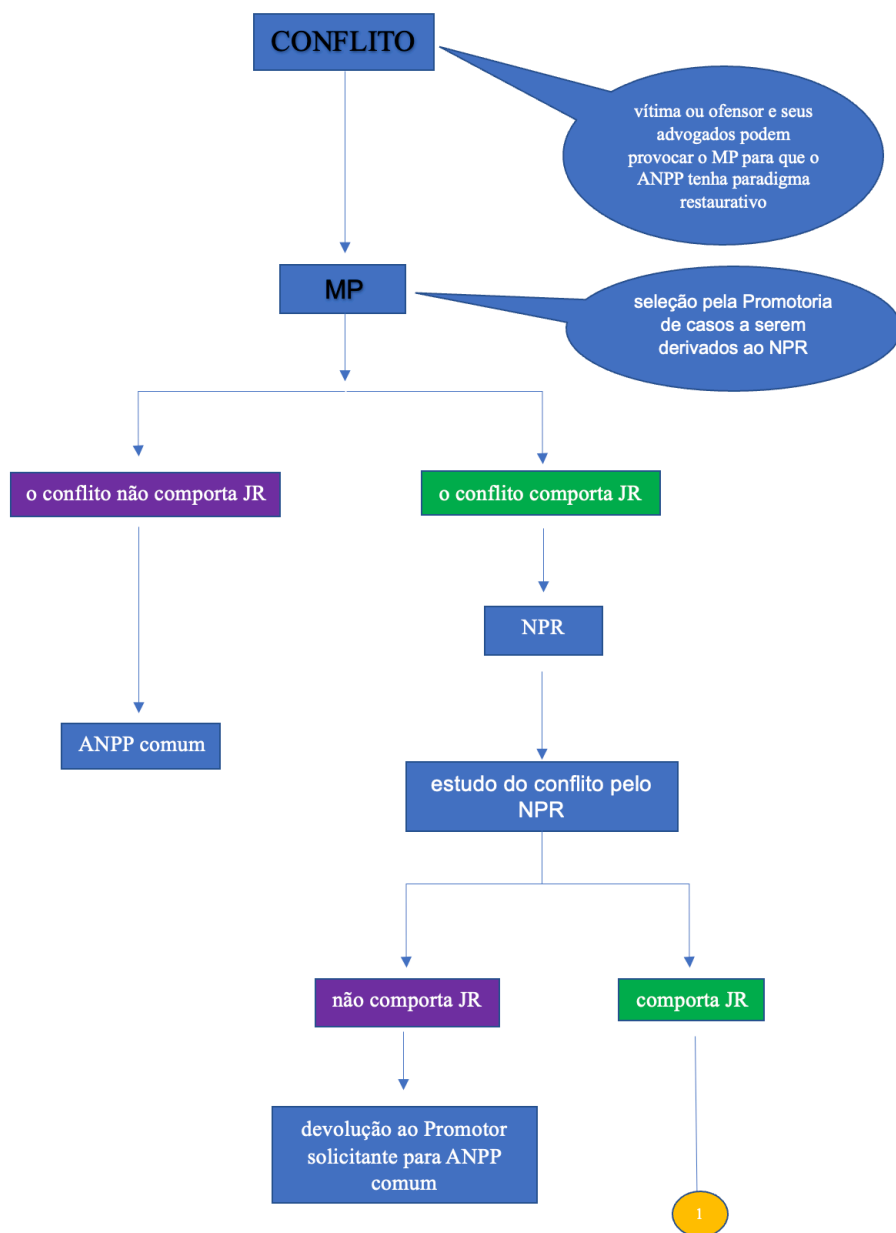 CONFLITO
vítima ou ofensor e seus
advogados podem
provocar o MP para que o
ANPP tenha paradigma
restaurativo
MP
seleção pela Promotoria
de casos a serem
derivados ao NPR
o conflito não comporta JR
o conflito comporta JR
NPR
ANPP comum
estudo do conflito pelo
NPR
não comporta JR
comporta JR
devolução ao Promotor
solicitante para ANPP
comum
1